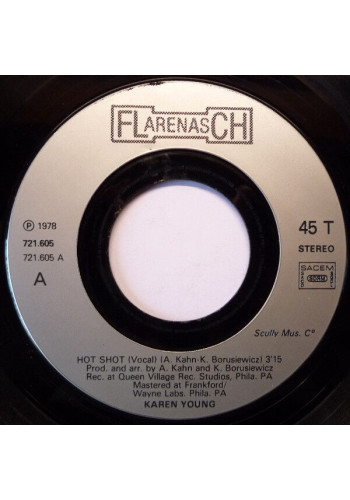 FLARENASCH
℗ 1978
721.605
721.605 A
A
45 T
STEREO
SACEM
Scully Mus. C°
HOT SHOT (Vocal) (A. Kahn-K. Borusiewicz) 3'15
Prod. and arr. by A. Kahn and K. Borusiewicz
Rec. at Queen Village Rec. Studios, Phila. PA
Mastered at Frankford/
Wayne Labs. Phila. PA
KAREN YOUNG